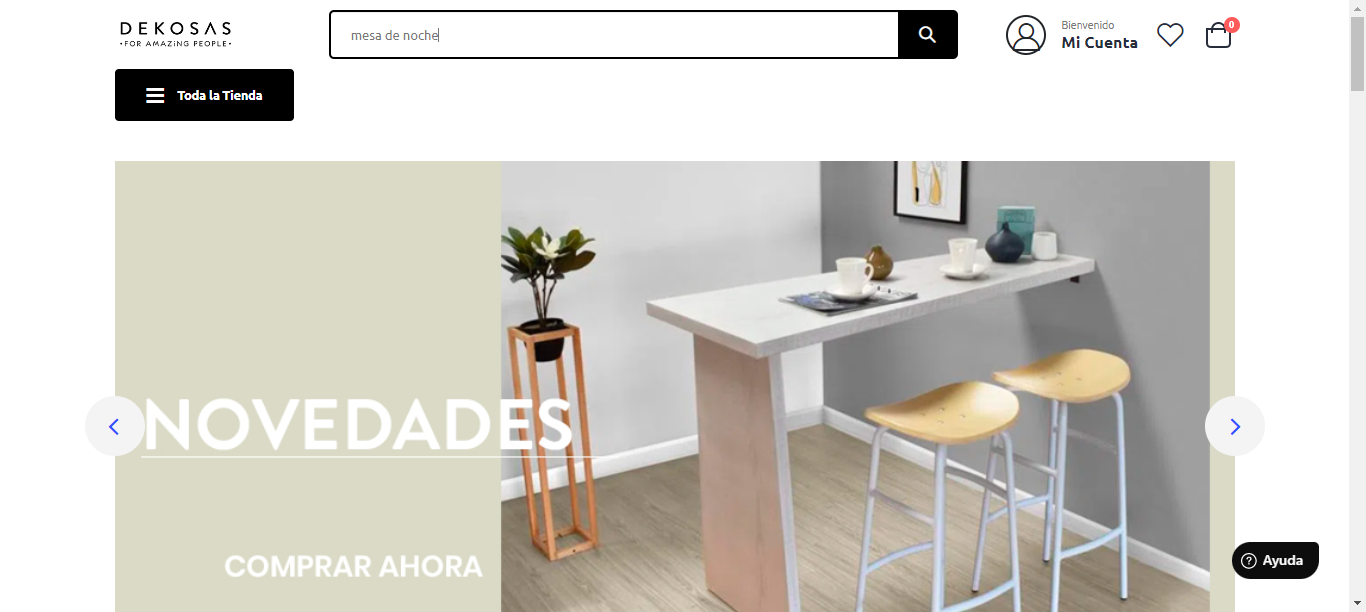 DEKOSAS
•FOR AMAZING PEOPLE•
mesa de noche
Bienvenido
Mi Cuenta
0
Toda la Tienda
NOVEDADES
COMPRAR AHORA
Ayuda